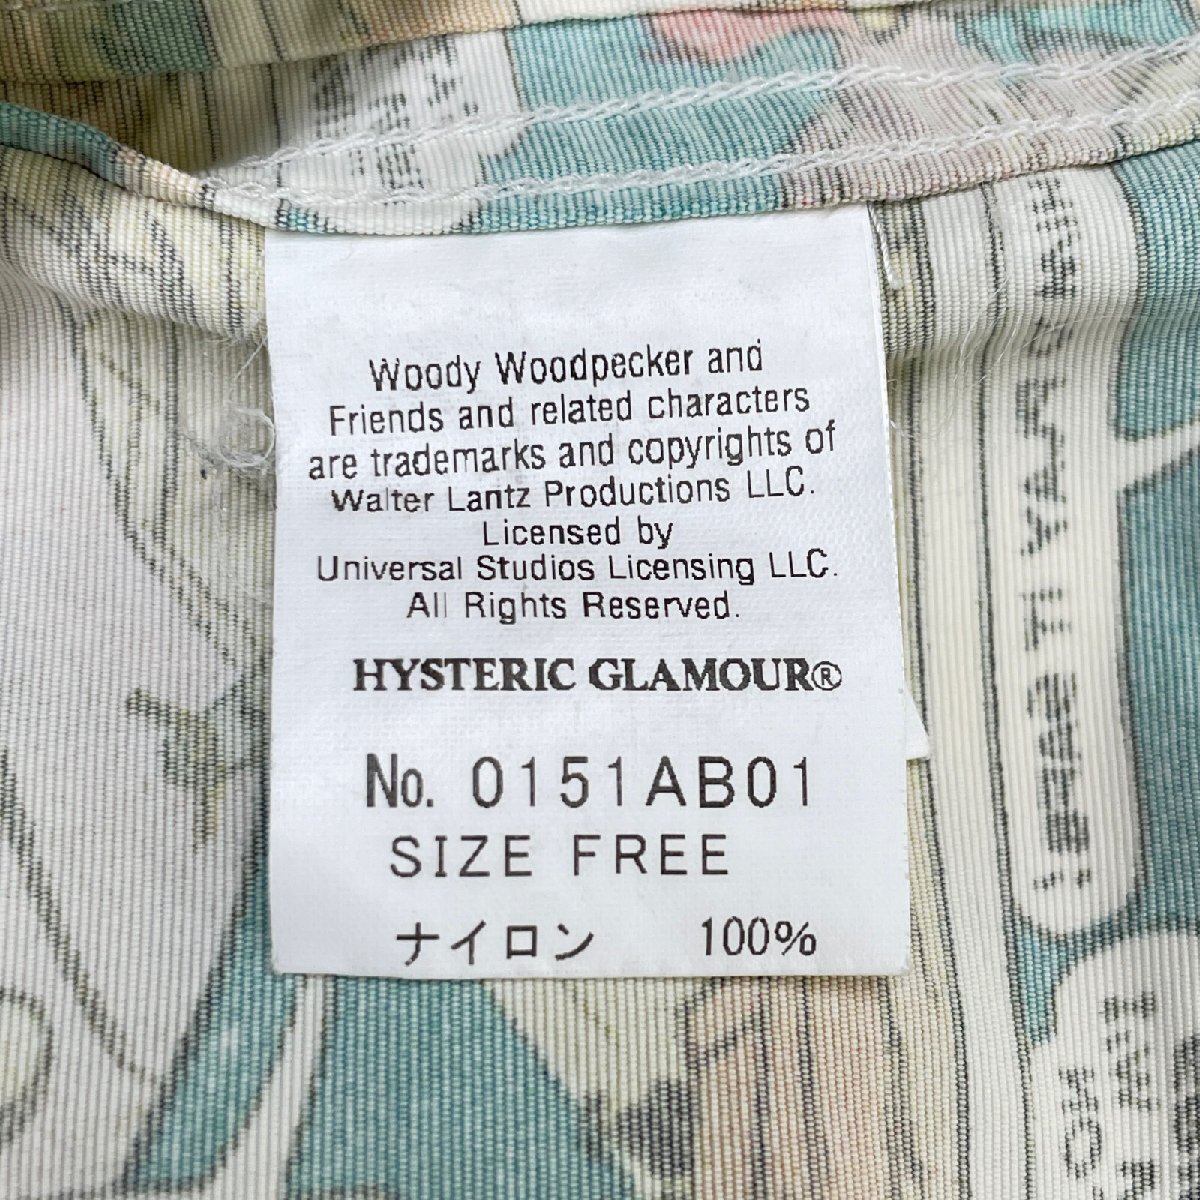 Woody Woodpecker and
Friends and related characters
are trademarks and copyrights of
Walter Lantz Productions LLC.
Licensed by
Universal Studios Licensing LLC.
All Rights Reserved.
HYSTERIC GLAMOUR®
No. 0151AB01
SIZE FREE
ナイロン 100%